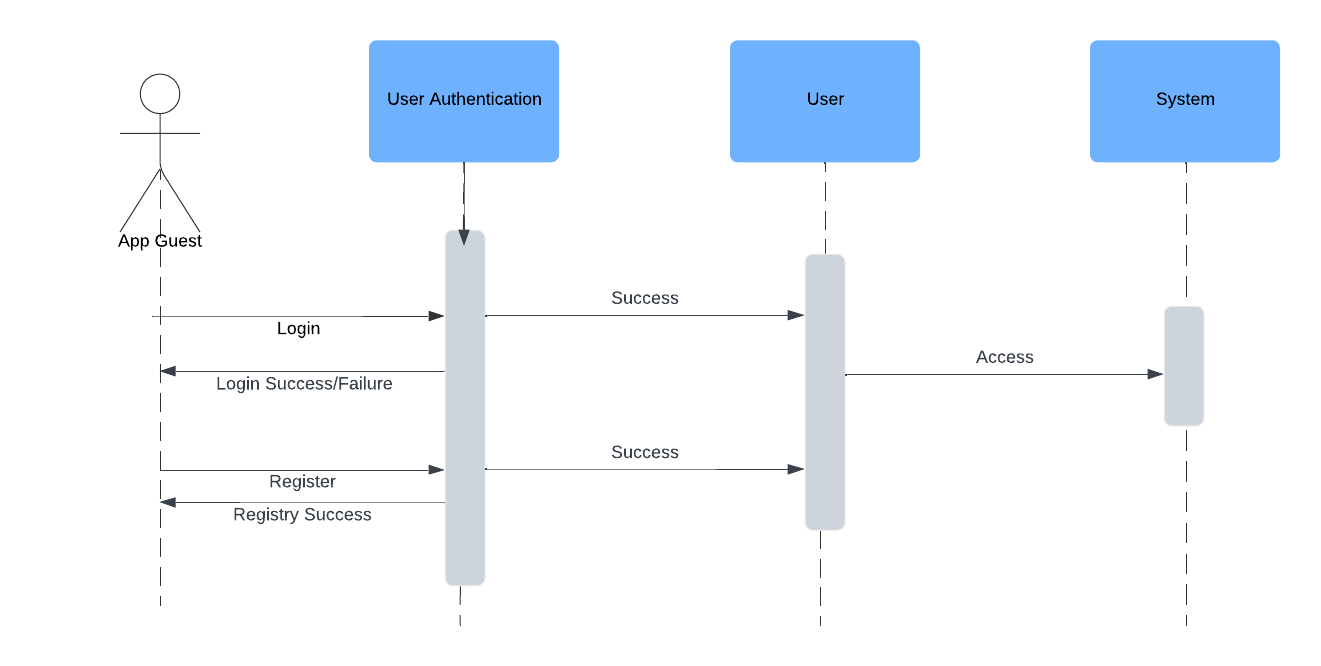 User Authentication
User
System
App Guest
Success
Login
Access
Login Success/Failure
Success
Register
Registry Success